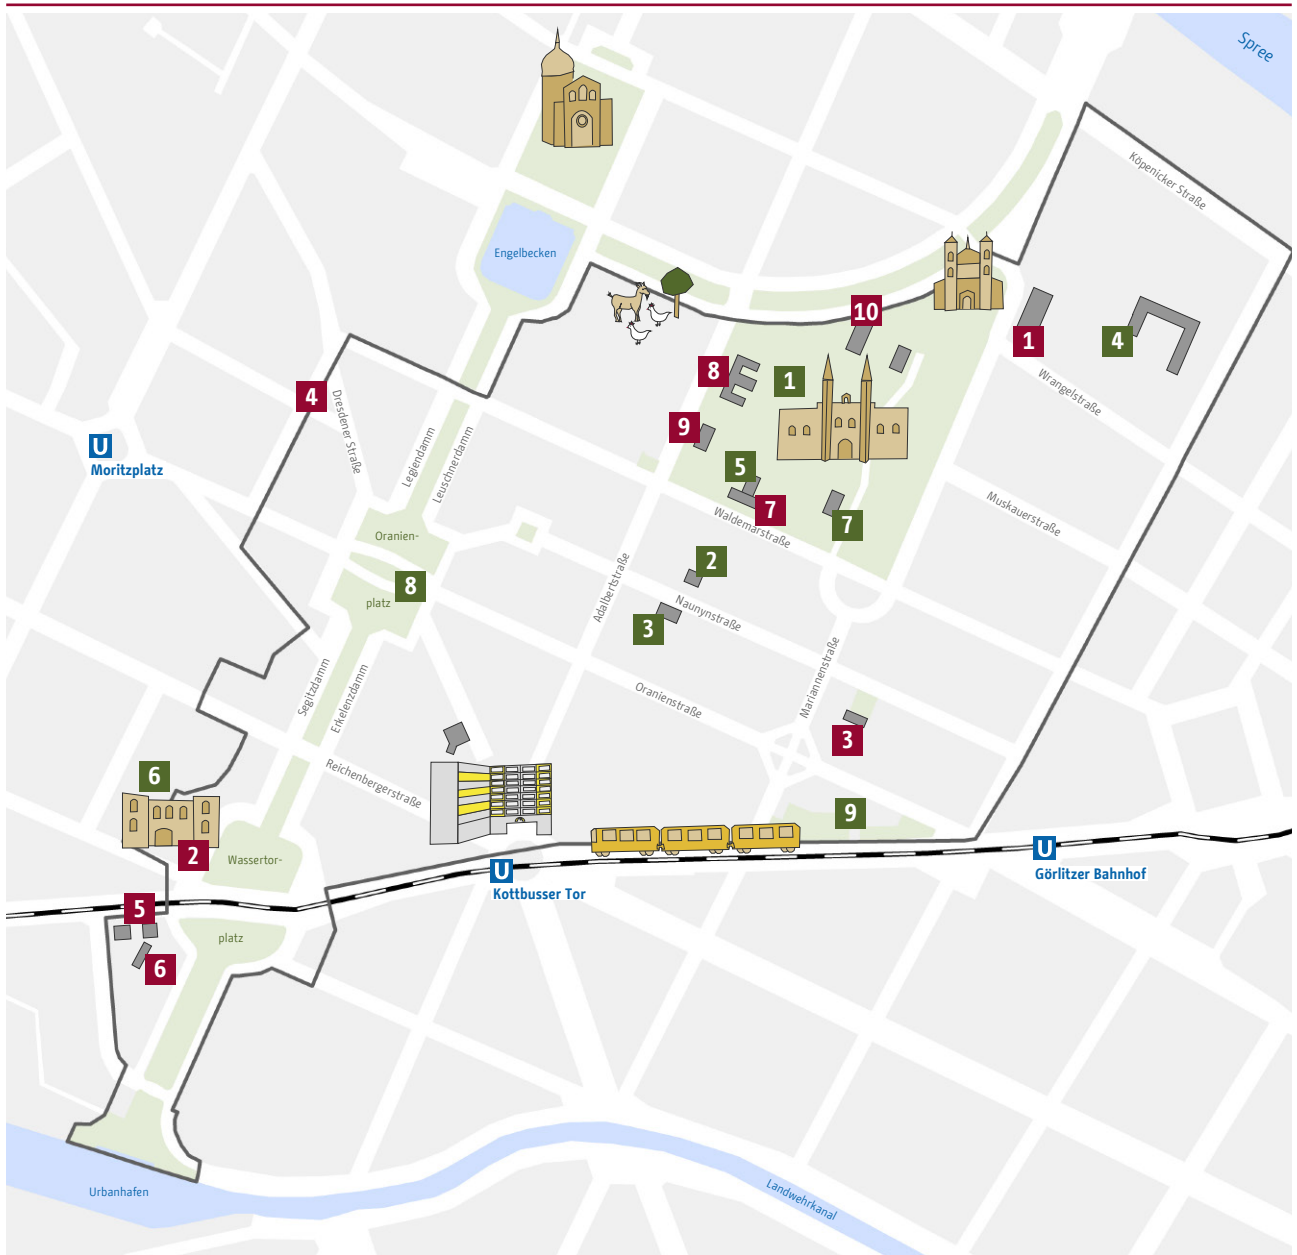 Spree
Köpenicker Straße
Engelbecken
10
1
4
8
1
Wrangelstraße
4
Dresdener Straße
9
U
Moritzplatz
Legiendamm
Leuschnerdamm
5
7
7
Waldemarstraße
Muskauerstraße
Oranien-
platz
8
2
Adalbertstraße
Naunynstraße
3
Segitzdamm
Erkelenzdamm
Oranienstraße
Mariannenstraße
3
Reichenbergerstraße
6
2
9
Wassertor-
platz
U
Kottbusser Tor
U
Görlitzer Bahnhof
5
6
Urbanhafen
Landwehrkanal